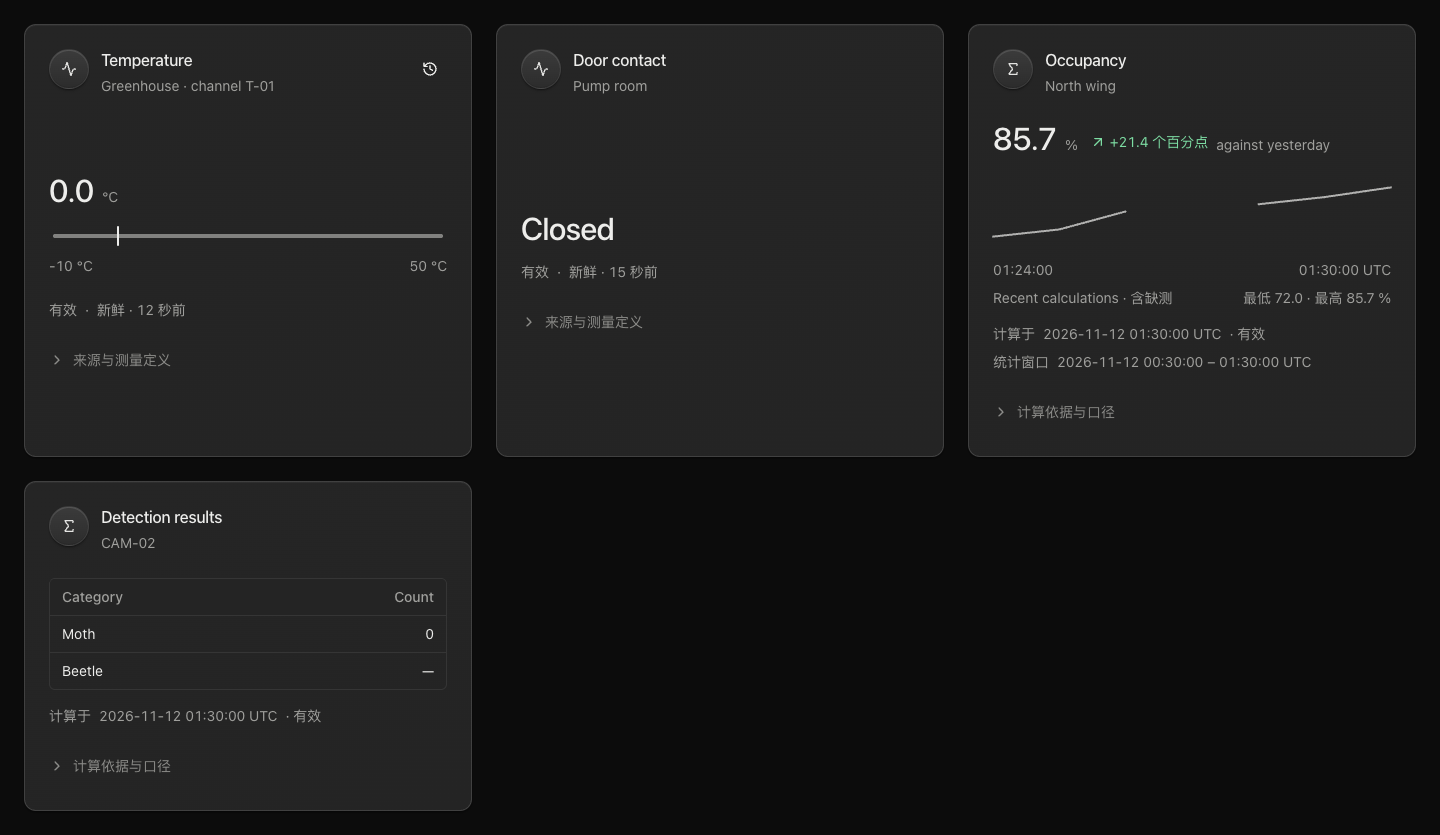 Temperature
Greenhouse · channel T-01
0.0 °C
-10 °C 50 °C
有效 · 新鲜 · 12 秒前
来源与测量定义
Door contact
Pump room
Closed
有效 · 新鲜 · 15 秒前
来源与测量定义
Σ
Occupancy
North wing
85.7 % +21.4 个百分点 against yesterday
01:24:00 01:30:00 UTC
Recent calculations · 含缺测 最低 72.0 · 最高 85.7 %
计算于 2026-11-12 01:30:00 UTC · 有效
统计窗口 2026-11-12 00:30:00 – 01:30:00 UTC
计算依据与口径
Σ
Detection results
CAM-02
Category Count
Moth 0
Beetle —
计算于 2026-11-12 01:30:00 UTC · 有效
计算依据与口径